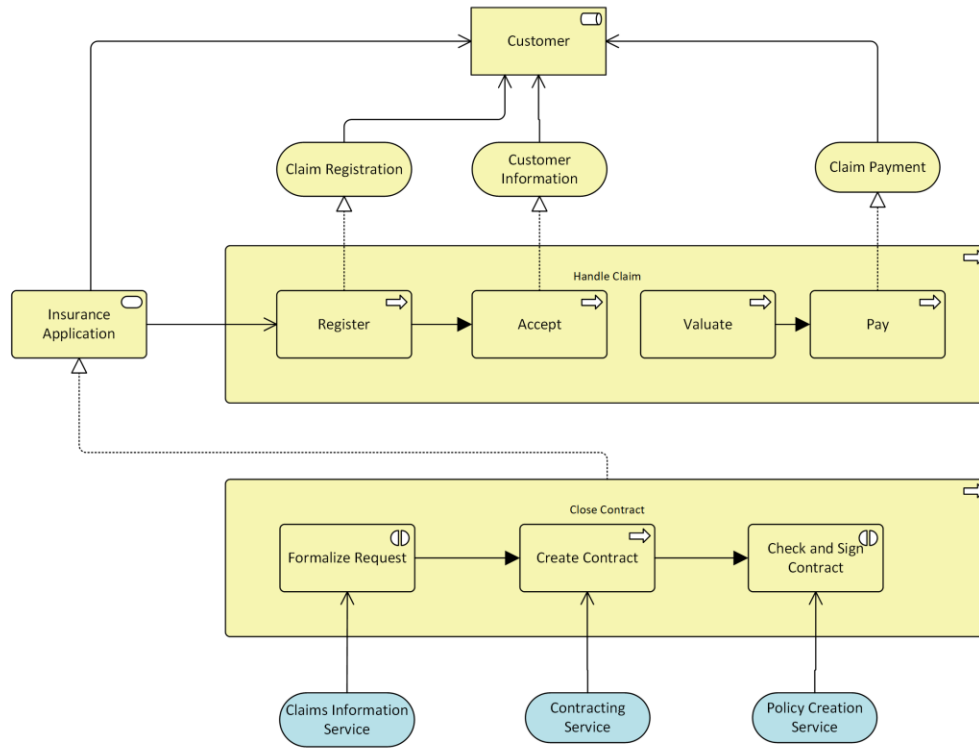 Customer
Claim Registration
Customer
Information
Claim Payment
Handle Claim
Insurance
Application
Register
Accept
Valuate
Pay
Close Contract
Formalize Request
Create Contract
Check and Sign
Contract
Claims Information
Service
Contracting
Service
Policy Creation
Service